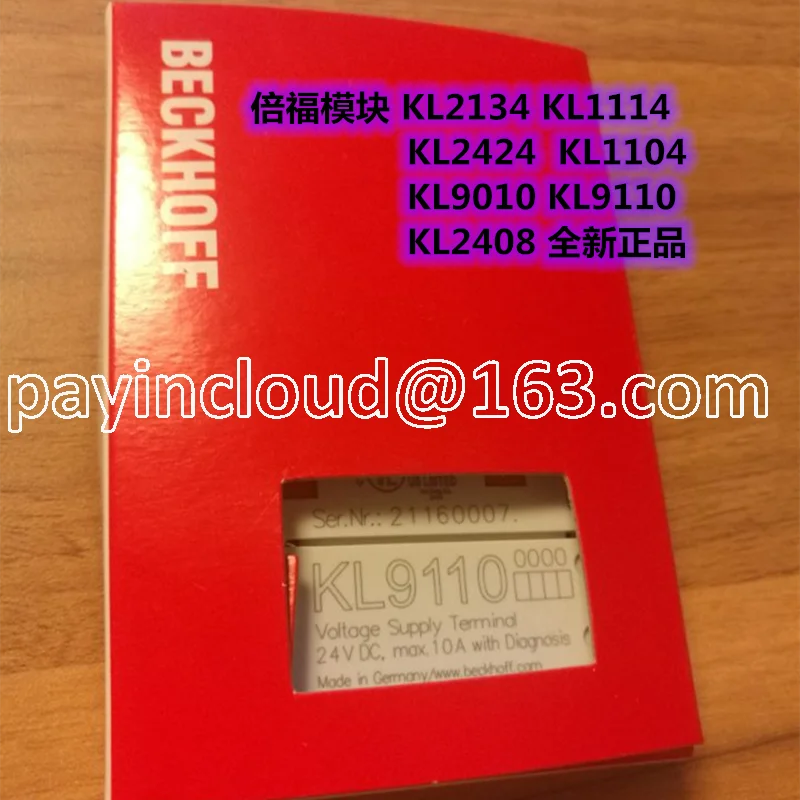 BECKHOFF
倍福模块 KL2134 KL1114
KL2424 KL1104
KL9010 KL9110
KL2408 全新正品
payincloud@163.com
US LISTED
Ser.Nr.: 21160007.
KL9110 0000
Voltage Supply Terminal
24V DC, max. 10A with Diagnosis
Made in Germany/www.beckhoff.com